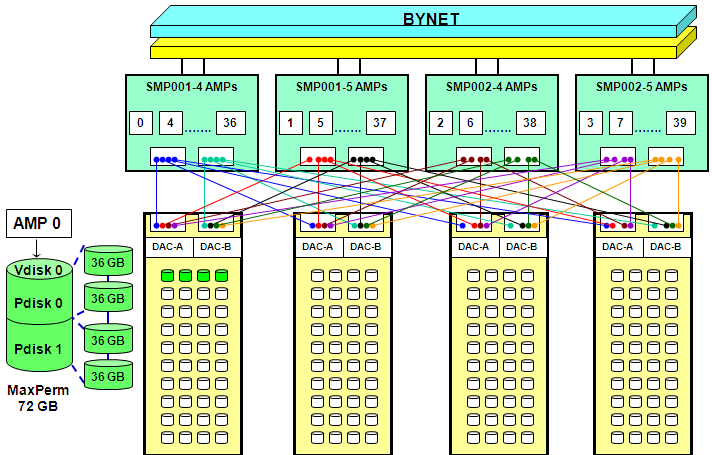 BYNET
SMP001-4 AMPs
SMP001-5 AMPs
SMP002-4 AMPs
SMP002-5 AMPs
0 4 ....... 36
1 5 ....... 37
2 6 ....... 38
3 7 ....... 39
AMP 0
Vdisk 0
Pdisk 0
Pdisk 1
MaxPerm
72 GB
36 GB
36 GB
36 GB
36 GB
DAC-A DAC-B
DAC-A DAC-B
DAC-A DAC-B
DAC-A DAC-B